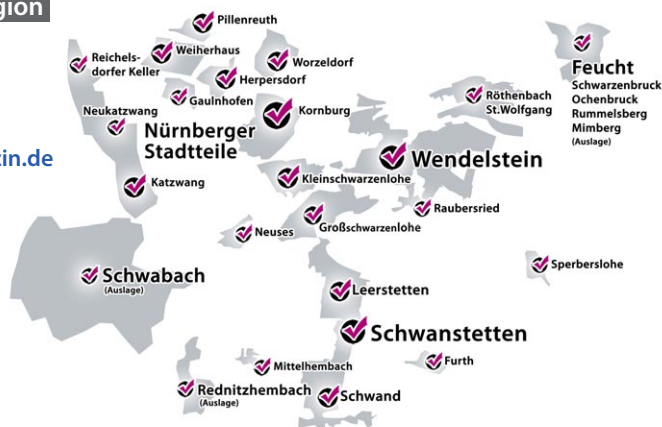 gion
Pillenreuth
Weiherhaus
Reichels-
dorfer Keller
Worzeldorf
Herpersdorf
Feucht
Schwarzenbruck
Ochenbruck
Rummelsberg
Mimberg
(Auslage)
Gaulnhofen
Röthenbach
St.Wolfgang
Neukatzwang
Kornburg
Nürnberger
Stadtteile
zin.de
Wendelstein
Kleinschwarzenlohe
Katzwang
Raubersried
Großschwarzenlohe
Neuses
Sperberslohe
Schwabach
(Auslage)
Leerstetten
Schwanstetten
Furth
Mittelhembach
Rednitzhembach
(Auslage)
Schwand